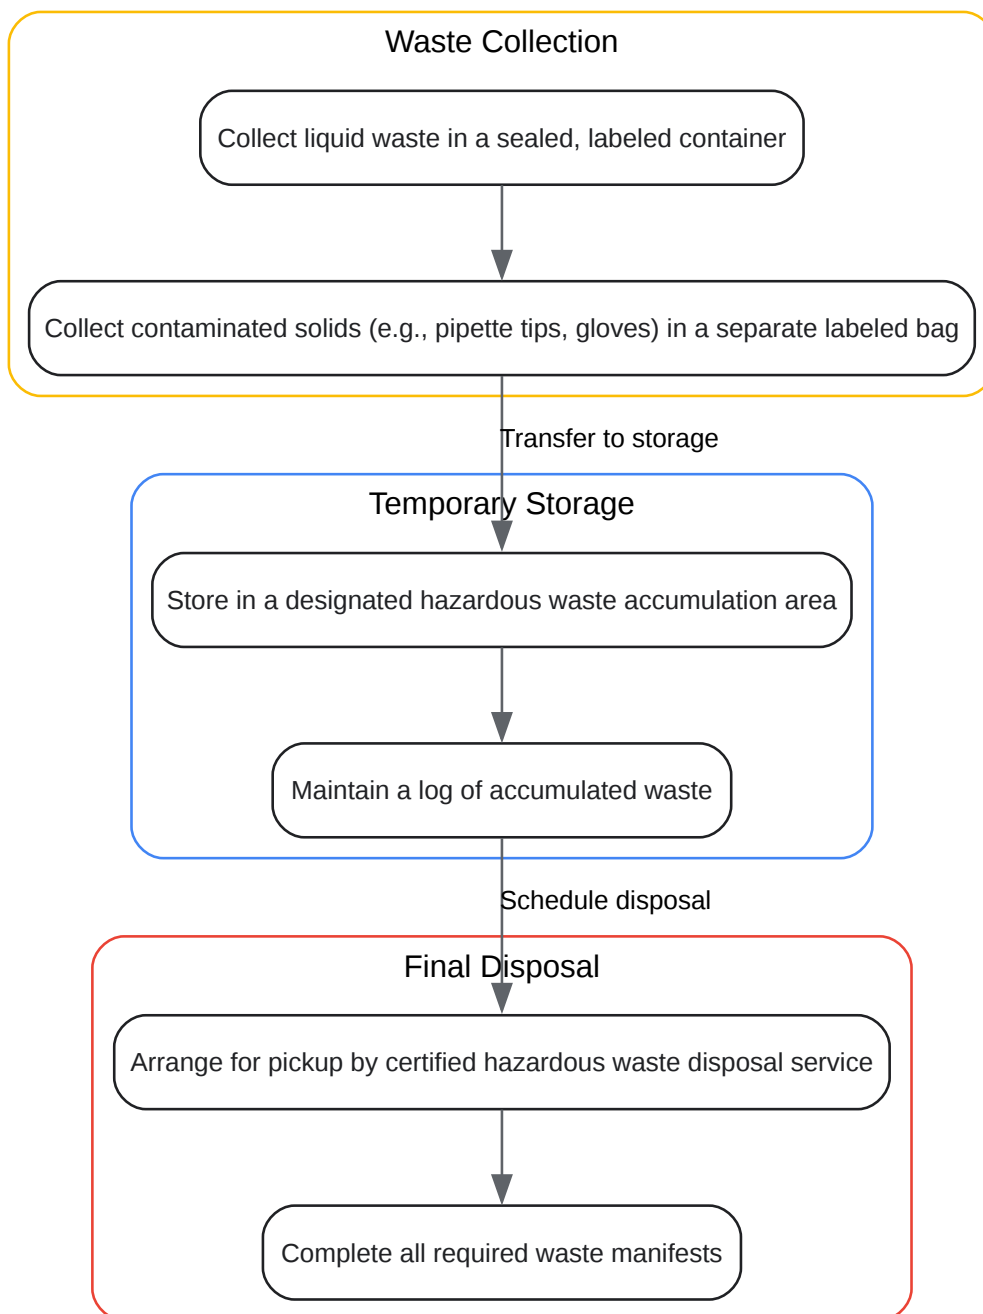 Waste Collection
Collect liquid waste in a sealed, labeled container
Collect contaminated solids (e.g., pipette tips, gloves) in a separate labeled bag
Transfer to storage
Temporary Storage
Store in a designated hazardous waste accumulation area
Maintain a log of accumulated waste
Schedule disposal
Final Disposal
Arrange for pickup by certified hazardous waste disposal service
Complete all required waste manifests